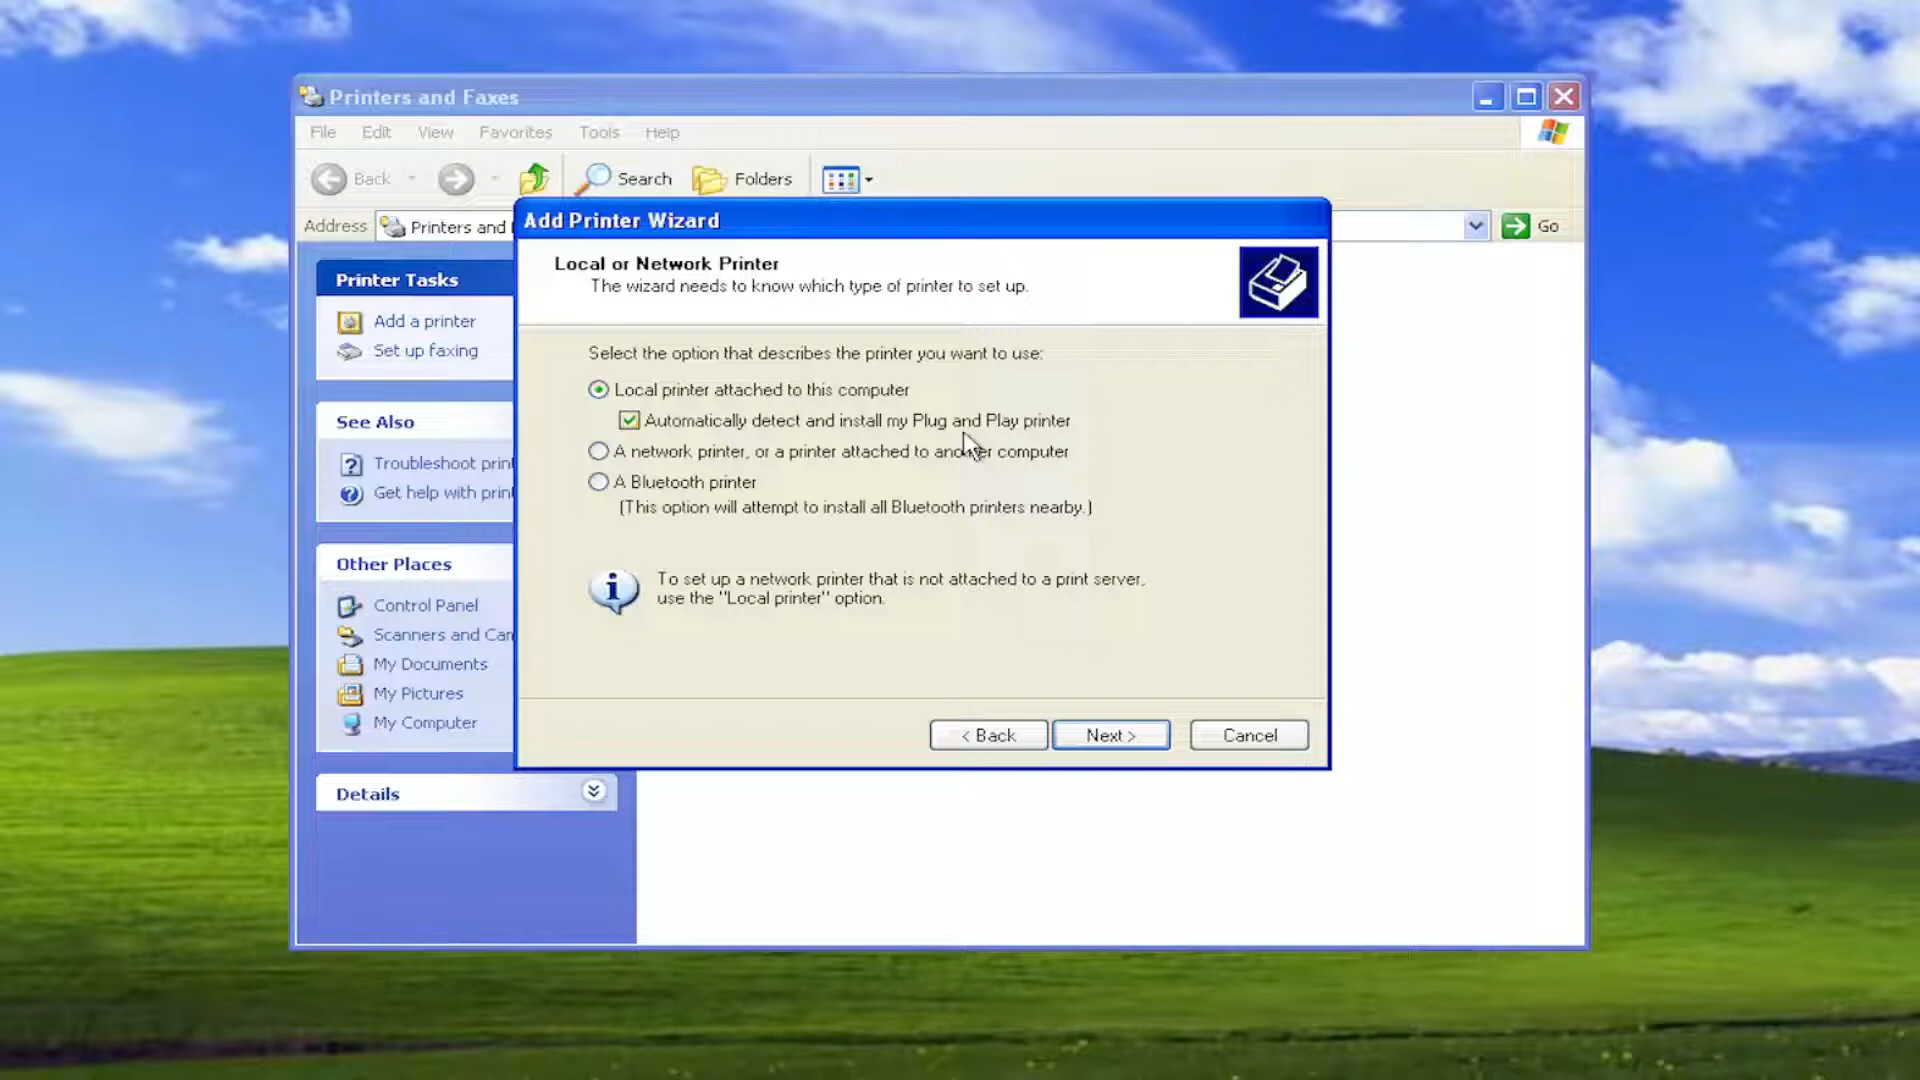 Printers and Faxes
File Edit View Favorites Tools Help
Back Search Folders
Address Printers and Go
Add Printer Wizard
Local or Network Printer
The wizard needs to know which type of printer to set up.
Select the option that describes the printer you want to use:
Local printer attached to this computer
Automatically detect and install my Plug and Play printer
A network printer, or a printer attached to another computer
A Bluetooth printer
(This option will attempt to install all Bluetooth printers nearby.)
To set up a network printer that is not attached to a print server,
use the "Local printer" option.
< Back Next > Cancel
Printer Tasks
Add a printer
Set up faxing
See Also
Troubleshoot print
Get help with print
Other Places
Control Panel
Scanners and Cam
My Documents
My Pictures
My Computer
Details